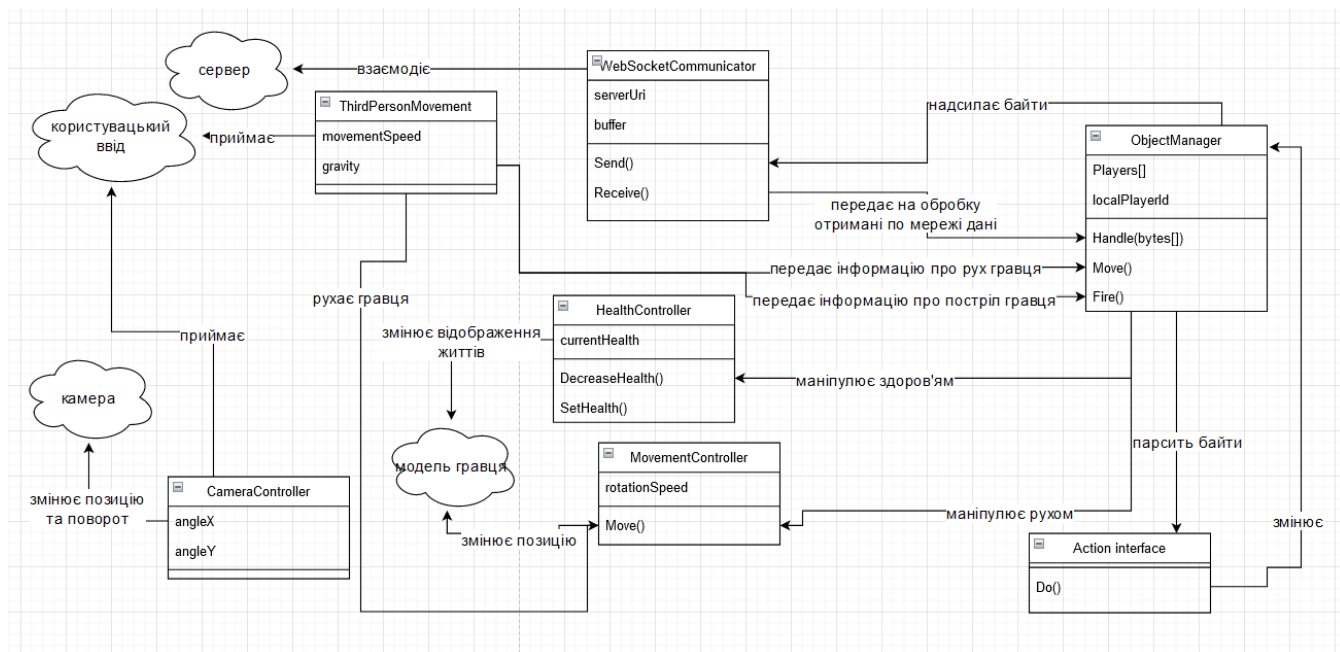 сервер
взаємодіє
WebSocketCommunicator
serverUri
buffer
Send()
Receive()
ThirdPersonMovement
movementSpeed
gravity
користувацький
ввід
приймає
надсилає байти
ObjectManager
Players[]
localPlayerId
Handle(bytes[])
Move()
Fire()
передає на обробку
отримані по мережі дані
передає інформацію про рух гравця
передає інформацію про постріл гравця
рухає гравця
HealthController
currentHealth
DecreaseHealth()
SetHealth()
змінює відображення
життів
приймає
маніпулює здоров'ям
камера
модель гравця
парсить байти
MovementController
rotationSpeed
Move()
CameraController
angleX
angleY
змінює позицію
та поворот
змінює позицію
маніпулює рухом
змінює
Action interface
Do()